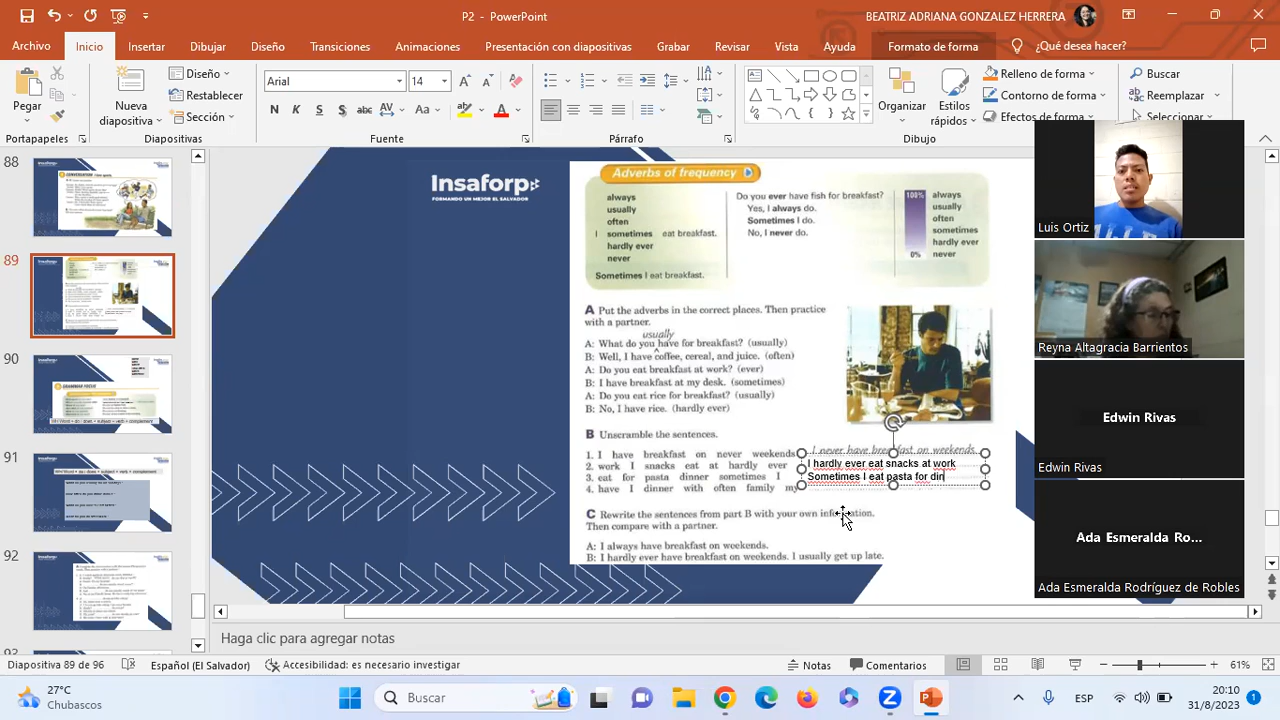 P2 - PowerPoint
BEATRIZ ADRIANA GONZALEZ HERRERA
Archivo Inicio Insertar Dibujar Diseño Transiciones Animaciones Presentación con diapositivas Grabar Revisar Vista Ayuda Formato de forma ¿Qué desea hacer?
Pegar
Nueva diapositiva
Diseño
Restablecer
Sección
Arial 14
N K S S abc AV Aa A
Organizar
Estilos rápidos
Relleno de forma
Contorno de forma
Efectos de forma
Buscar
Reemplazar
Seleccionar
Portapapeles Diapositivas Fuente Párrafo Dibujo
88
89
90
91
92
93
Insaforp
FORMANDO UN MEJOR EL SALVADOR
Adverbs of frequency
always
usually
often
I sometimes eat breakfast.
hardly ever
never
Sometimes I eat breakfast.
Do you ever have fish for breakfast?
Yes, I always do.
Sometimes I do.
No, I never do.
100% always
usually
often
sometimes
hardly ever
0% never
A Put the adverbs in the correct places. Then practice
with a partner.
usually
A: What do you have for breakfast? (usually)
B: Well, I have coffee, cereal, and juice. (often)
A: Do you eat breakfast at work? (ever)
B: I have breakfast at my desk. (sometimes)
A: Do you eat rice for breakfast? (usually)
B: No, I have rice. (hardly ever)
B Unscramble the sentences.
1. I have breakfast on never weekends I never have breakfast on weekends.
2. work I snacks eat at hardly ever I hardly ever eat snacks at work
3. eat for pasta dinner sometimes I Sometimes I eat pasta for din
4. have I dinner with often family my
C Rewrite the sentences from part B with your own information.
Then compare with a partner.
A: I always have breakfast on weekends.
B: I hardly ever have breakfast on weekends. I usually get up late.
Luis Ortiz
Reyna Altagracia Barrientos
Edwin Rivas
Edwin Rivas
Ada Esmeralda Ro...
Ada Esmeralda Rodriguez de Robles
Haga clic para agregar notas
Diapositiva 89 de 96 Español (El Salvador) Accesibilidad: es necesario investigar Notas Comentarios 61%
27°C
Chubascos
Buscar
ESP
20:10
31/8/2023